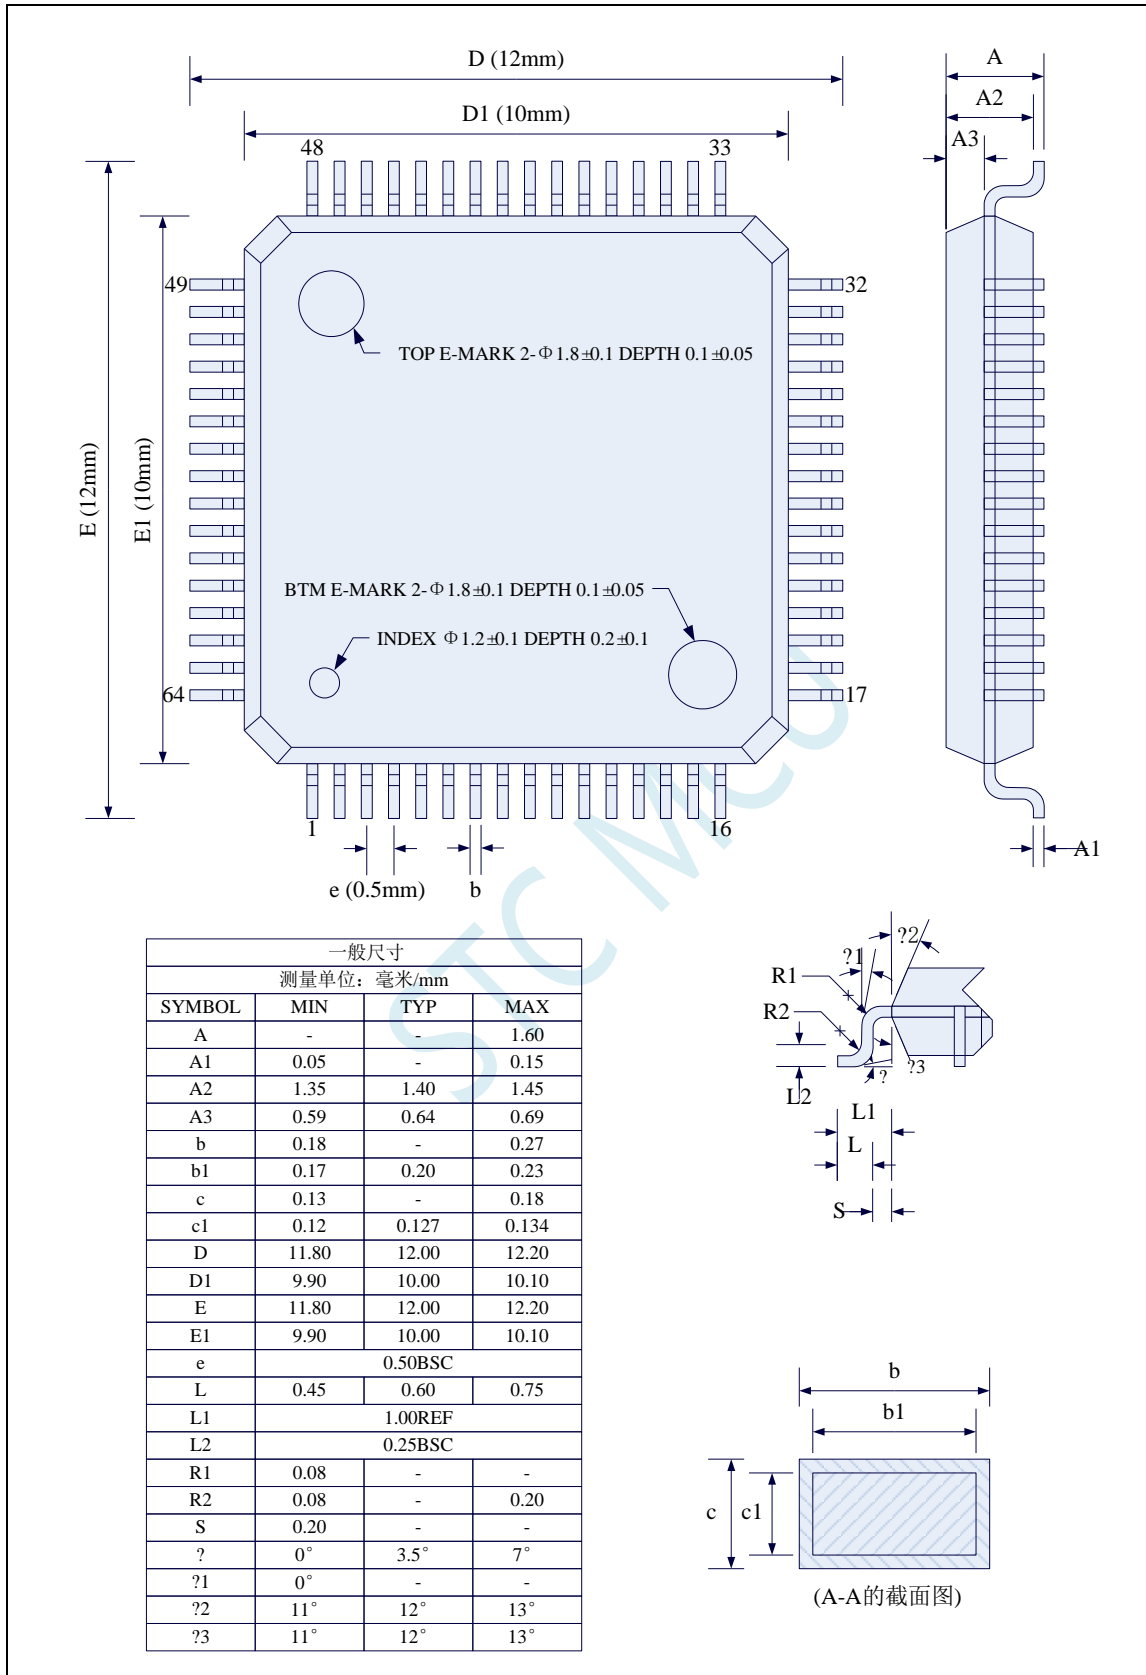 D (12mm)
D1 (10mm)
A
A2
A3
48
33
49
32
TOP E-MARK 2-Φ1.8±0.1 DEPTH 0.1±0.05
E (12mm)
E1 (10mm)
BTM E-MARK 2-Φ1.8±0.1 DEPTH 0.1±0.05
INDEX Φ1.2±0.1 DEPTH 0.2±0.1
64
17
1
16
A1
e (0.5mm)
b
STC MCU
一般尺寸
测量单位：毫米/mm
SYMBOL MIN TYP MAX
A - - 1.60
A1 0.05 - 0.15
A2 1.35 1.40 1.45
A3 0.59 0.64 0.69
b 0.18 - 0.27
b1 0.17 0.20 0.23
c 0.13 - 0.18
c1 0.12 0.127 0.134
D 11.80 12.00 12.20
D1 9.90 10.00 10.10
E 11.80 12.00 12.20
E1 9.90 10.00 10.10
e 0.50BSC
L 0.45 0.60 0.75
L1 1.00REF
L2 0.25BSC
R1 0.08 - -
R2 0.08 - 0.20
S 0.20 - -
? 0° 3.5° 7°
?1 0° - -
?2 11° 12° 13°
?3 11° 12° 13°
?2
?1
R1
R2
?3
?
L2
L1
L
S
b
b1
c
c1
(A-A的截面图)